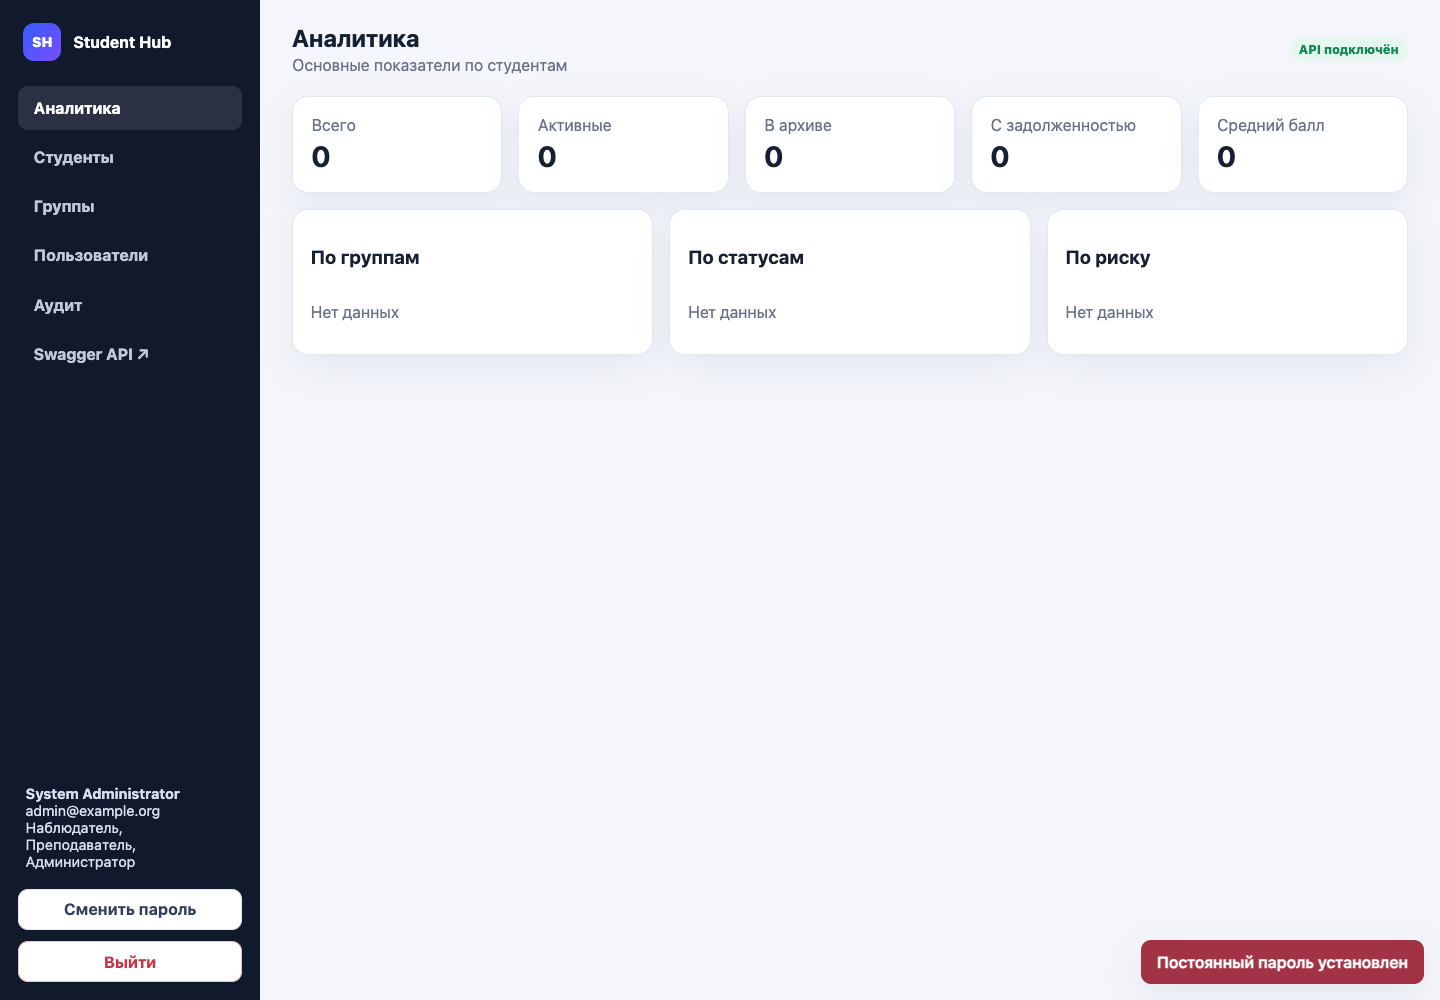 SH Student Hub
Аналитика
Студенты
Группы
Пользователи
Аудит
Swagger API ↗
System Administrator
admin@example.org
Наблюдатель,
Преподаватель,
Администратор
Сменить пароль
Выйти
Аналитика
Основные показатели по студентам
API подключён
Всего
0
Активные
0
В архиве
0
С задолженностью
0
Средний балл
0
По группам
Нет данных
По статусам
Нет данных
По риску
Нет данных
Постоянный пароль установлен